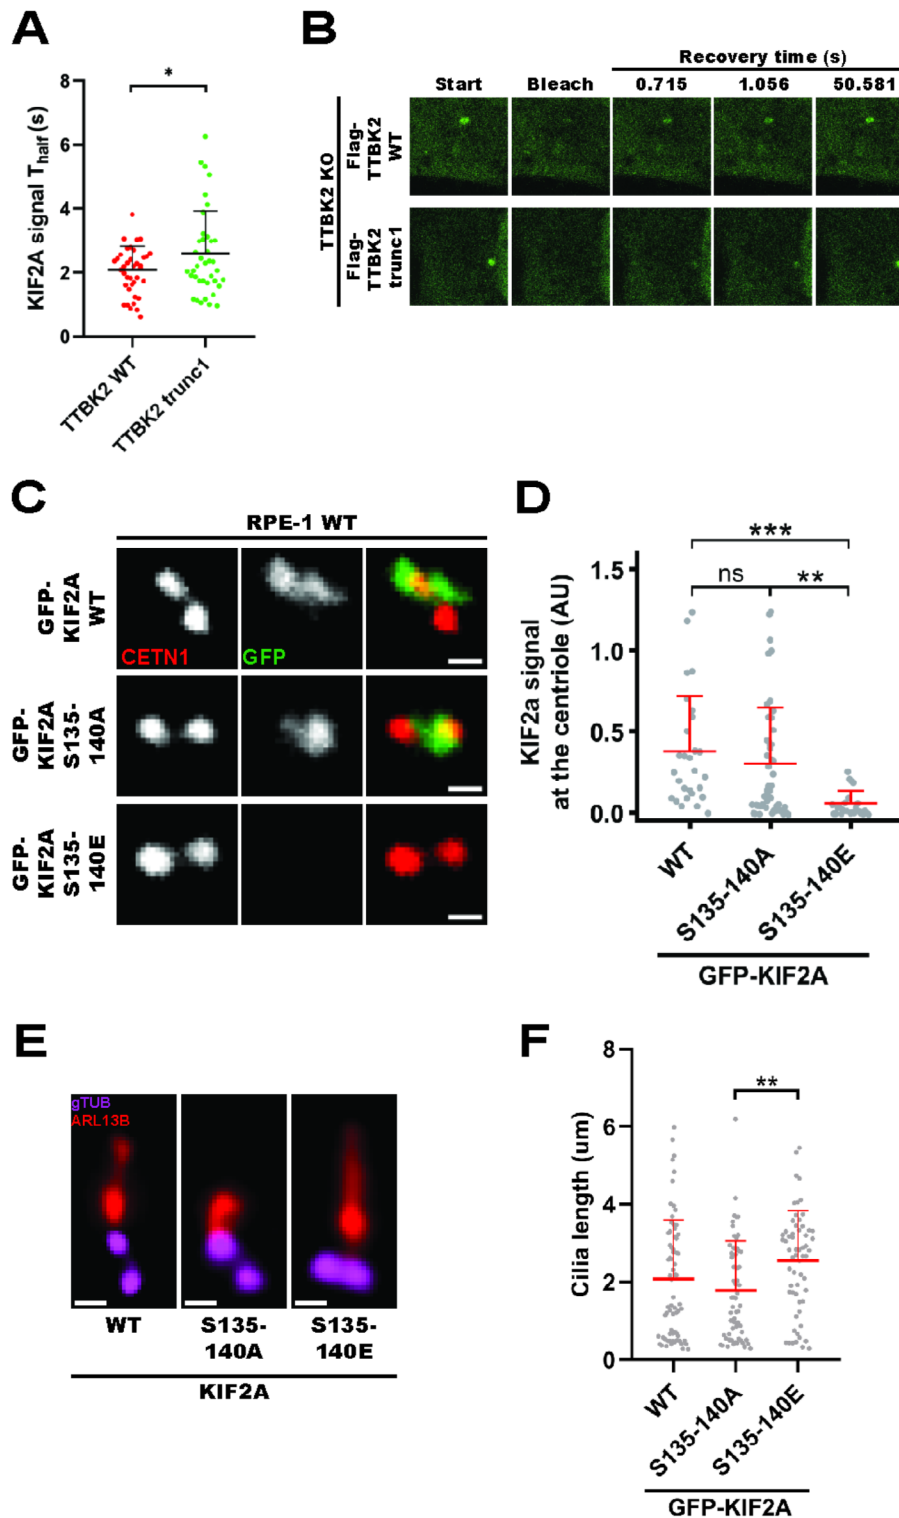 A
KIF2A signal Thalf (s)
8
6
4
2
0
*
TTBK2 WT
TTBK2 trunc1
B
Recovery time (s)
Start
Bleach
0.715
1.056
50.581
TTBK2 KO
Flag-
TTBK2
WT
Flag-
TTBK2
trunc1
C
RPE-1 WT
GFP-
KIF2A
WT
CETN1
GFP
GFP-
KIF2A
S135-
140A
GFP-
KIF2A
S135-
140E
D
KIF2a signal
at the centriole (AU)
1.5
1.0
0.5
0.0
***
ns
**
WT
S135-140A
S135-140E
GFP-KIF2A
E
gTUB
ARL13B
WT
S135-
140A
S135-
140E
KIF2A
F
Cilia length (um)
8
6
4
2
0
**
WT
S135-140A
S135-140E
GFP-KIF2A